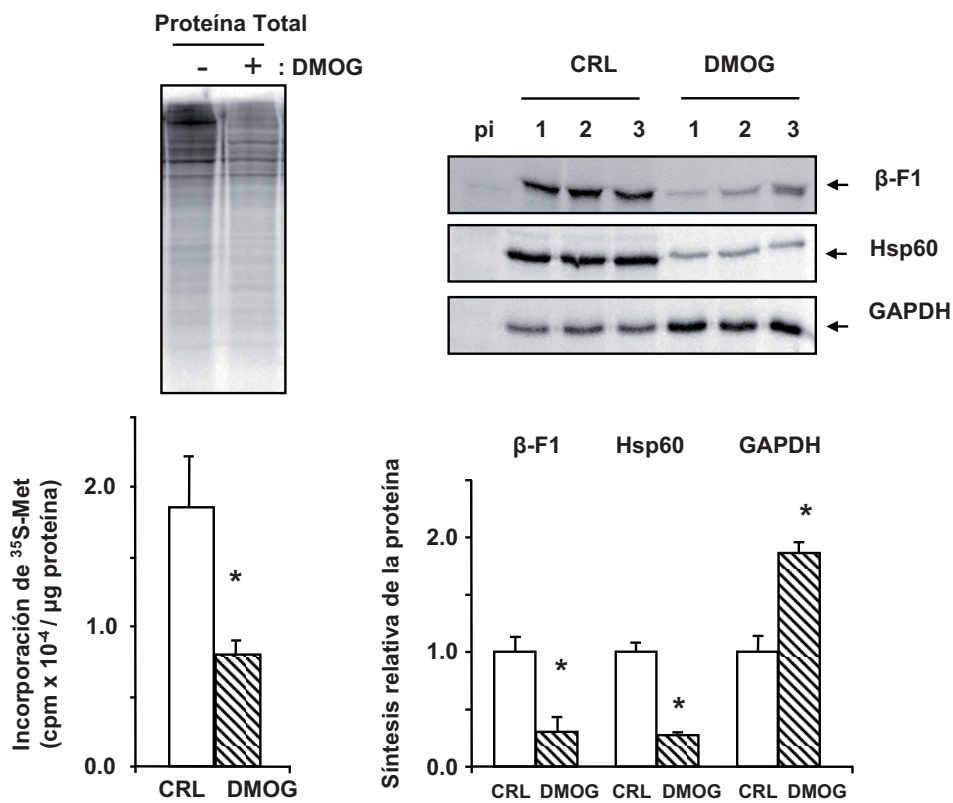 Proteína Total
- + : DMOG
CRL DMOG
pi 1 2 3 1 2 3
β-F1
Hsp60
GAPDH
Incorporación de ³⁵S-Met
(cpm x 10⁻⁴ / µg proteína)
2.0
1.0
0.0
*
CRL DMOG
β-F1 Hsp60 GAPDH
Síntesis relativa de la proteína
2.0
1.0
0.0
*
*
*
CRL DMOG CRL DMOG CRL DMOG